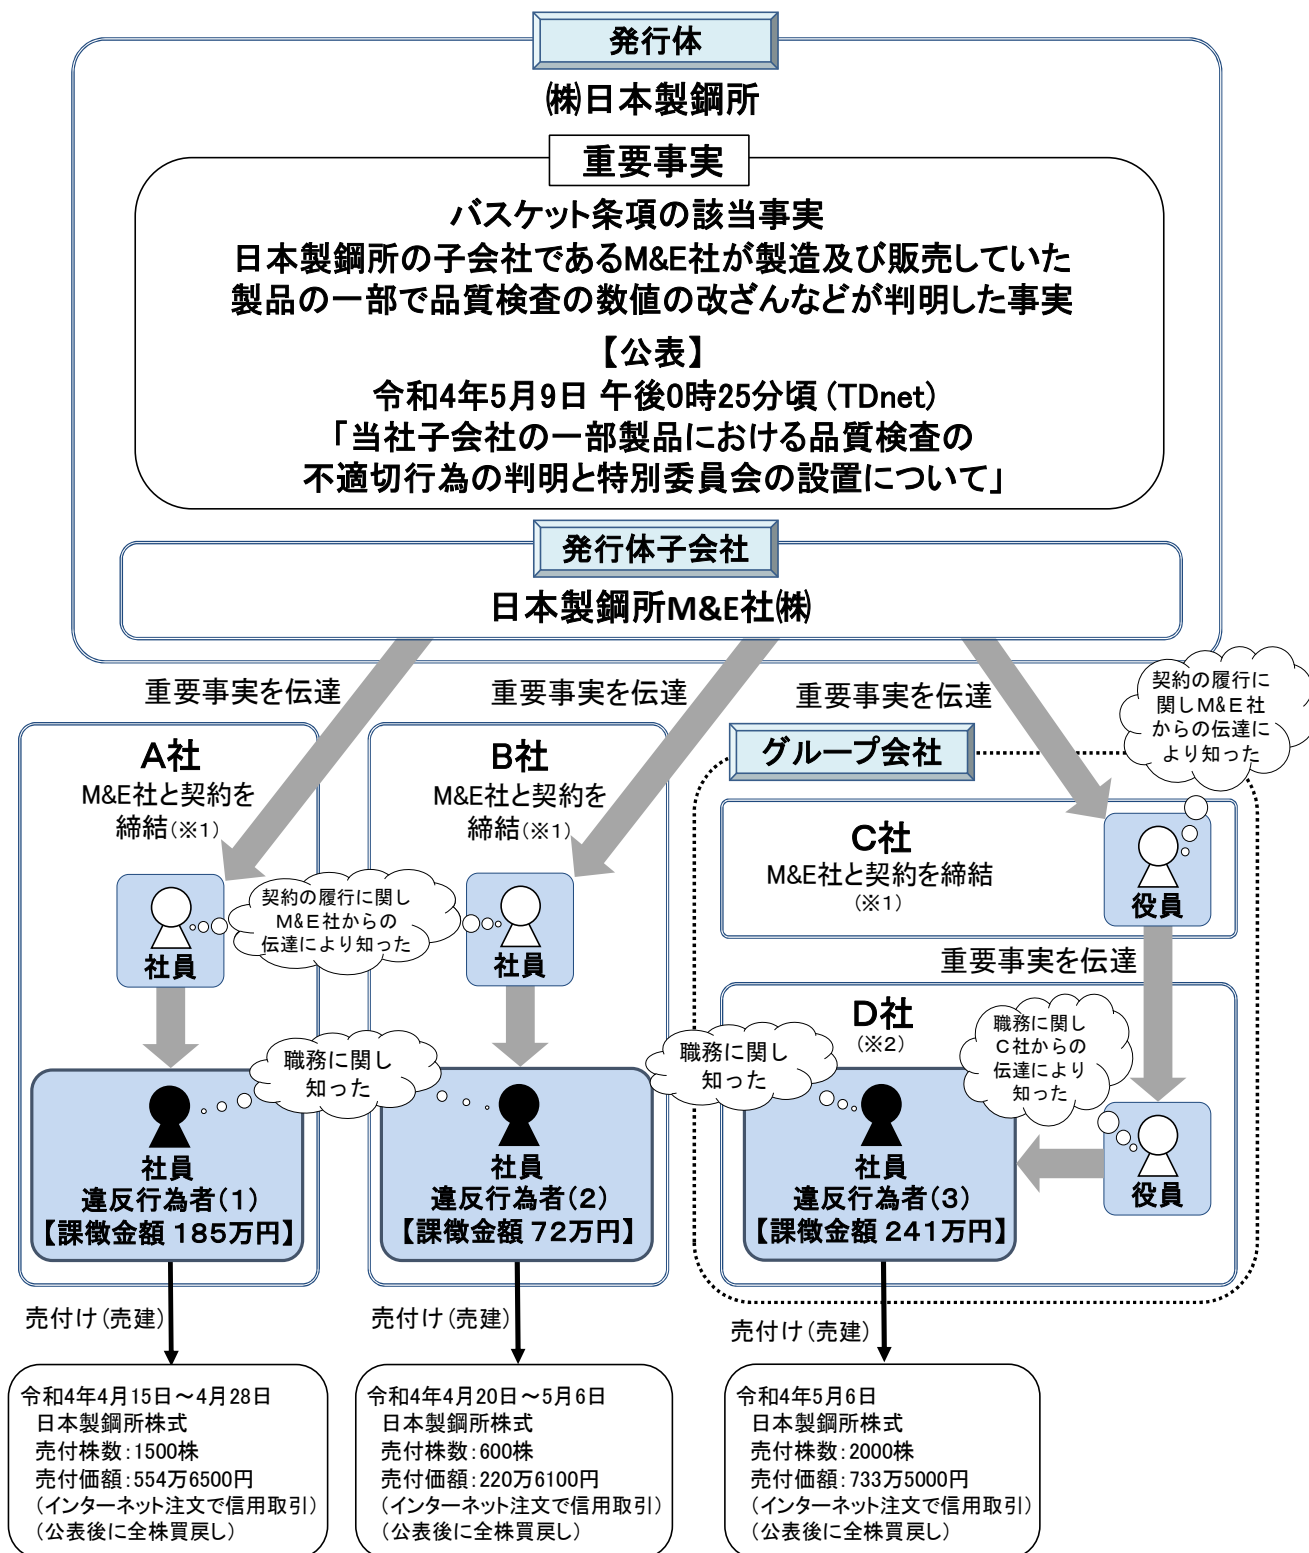 発行体
㈱日本製鋼所
重要事実
バスケット条項の該当事実
日本製鋼所の子会社であるM&E社が製造及び販売していた
製品の一部で品質検査の数値の改ざんなどが判明した事実
【公表】
令和4年5月9日 午後0時25分頃 (TDnet)
「当社子会社の一部製品における品質検査の
不適切行為の判明と特別委員会の設置について」
発行体子会社
日本製鋼所M&E社㈱
重要事実を伝達
重要事実を伝達
重要事実を伝達
契約の履行に
関しM&E社
からの伝達に
より知った
A社
M&E社と契約を
締結(※1)
契約の履行に関し
M&E社からの
伝達により知った
社員
職務に関し
知った
社員
違反行為者(1)
【課徴金額 185万円】
売付け(売建)
令和4年4月15日～4月28日
日本製鋼所株式
売付株数:1500株
売付価額:554万6500円
(インターネット注文で信用取引)
(公表後に全株買戻し)
B社
M&E社と契約を
締結(※1)
社員
社員
違反行為者(2)
【課徴金額 72万円】
売付け(売建)
令和4年4月20日～5月6日
日本製鋼所株式
売付株数:600株
売付価額:220万6100円
(インターネット注文で信用取引)
(公表後に全株買戻し)
グループ会社
C社
M&E社と契約を締結
(※1)
役員
重要事実を伝達
D社
(※2)
職務に関し
C社からの
伝達により
知った
職務に関し
知った
役員
社員
違反行為者(3)
【課徴金額 241万円】
売付け(売建)
令和4年5月6日
日本製鋼所株式
売付株数:2000株
売付価額:733万5000円
(インターネット注文で信用取引)
(公表後に全株買戻し)